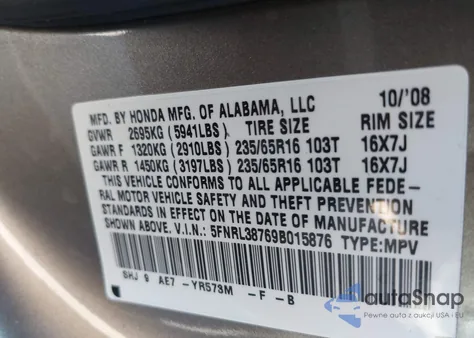 MFD. BY HONDA MFG. OF ALABAMA, LLC 10/'08
GVWR 2695KG (5941LBS) TIRE SIZE RIM SIZE
GAWR F 1320KG (2910LBS) 235/65R16 103T 16X7J
GAWR R 1450KG (3197LBS) 235/65R16 103T 16X7J
THIS VEHICLE CONFORMS TO ALL APPLICABLE FEDE-
RAL MOTOR VEHICLE SAFETY AND THEFT PREVENTION
STANDARDS IN EFFECT ON THE DATE OF MANUFACTURE
SHOWN ABOVE. V.I.N.: 5FNRL38769B015876 TYPE:MPV
SHJ 9 AE7 -YR573M -F -B
autoSnap
Pewne auta z USA - EU